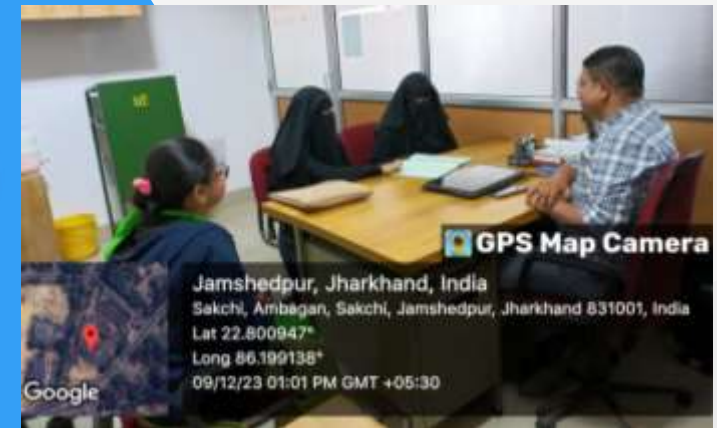 GPS Map Camera
Jamshedpur, Jharkhand, India
Sakchi, Ambagan, Sakchi, Jamshedpur, Jharkhand 831001, India
Lat 22.800947°
Long 86.199138°
09/12/23 01:01 PM GMT +05:30
Google